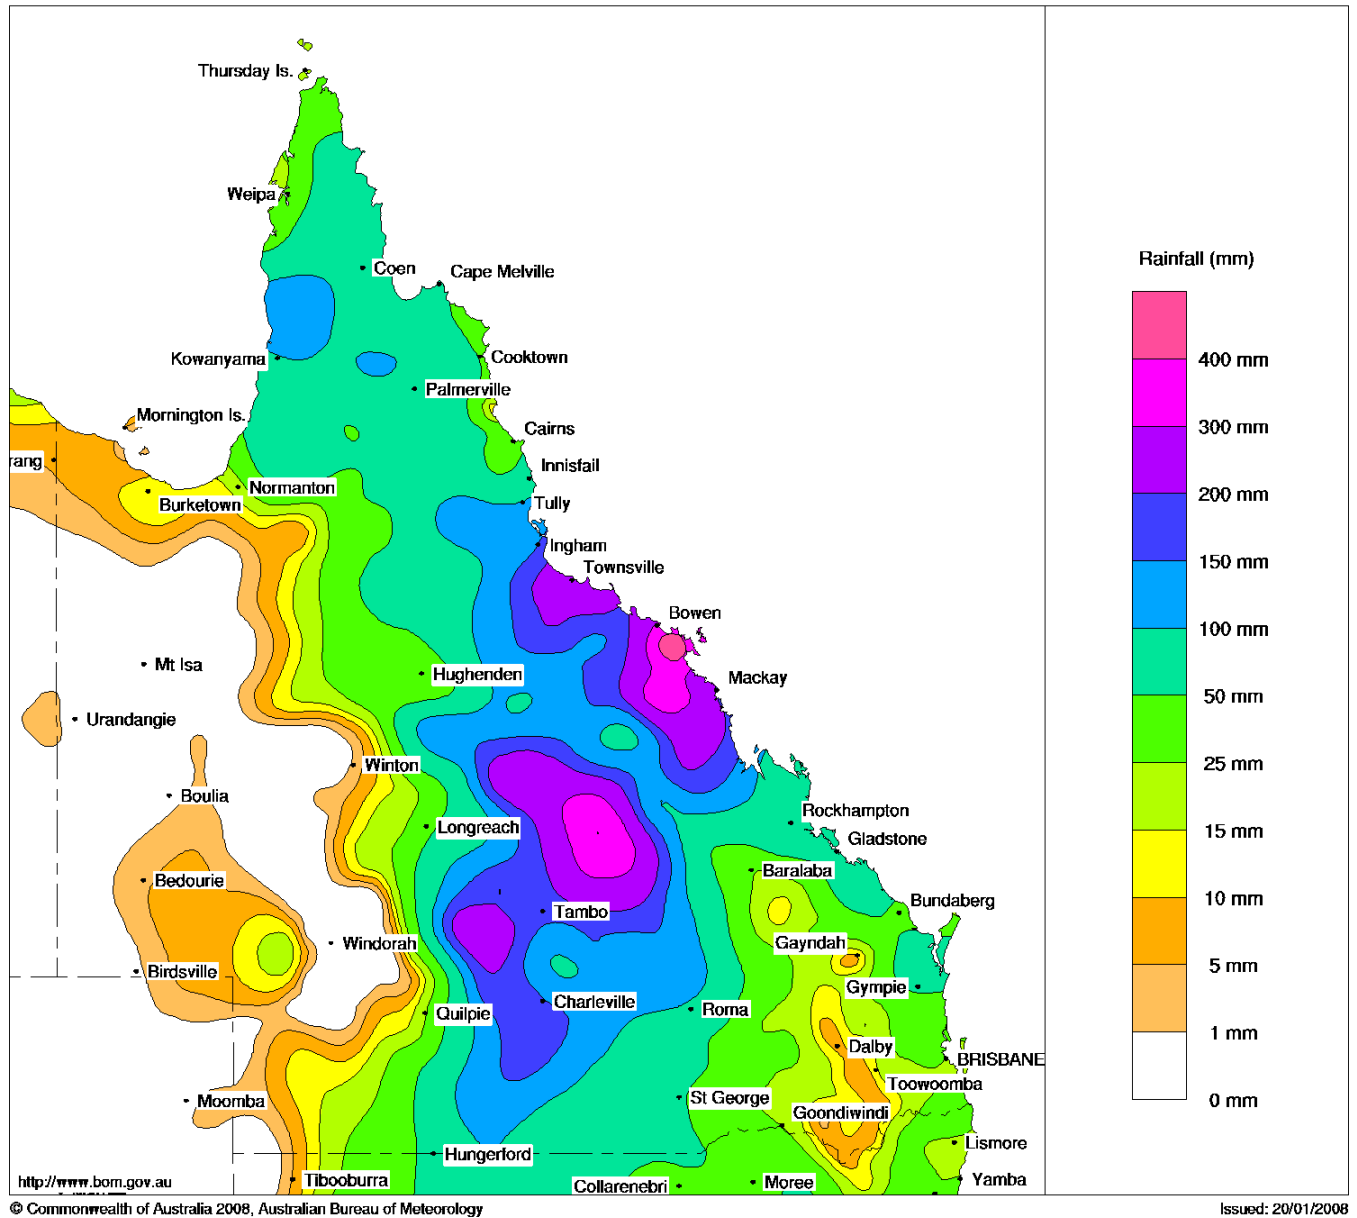 Thursday Is.
Weipa
Coen
Cape Melville
Kowanyama
Cooktown
Palmerville
Mornington Is.
Cairns
rang
Innisfail
Normanton
Burketown
Tully
Ingham
Townsville
Bowen
Mt Isa
Hughenden
Mackay
Urandangie
Winton
Boulia
Rockhampton
Longreach
Gladstone
Baralaba
Bedourie
Bundaberg
Tambo
Gayndah
Windorah
Birdsville
Gympie
Charleville
Roma
Quilpie
Dalby
BRISBANE
Toowoomba
Moomba
St George
Goondiwindi
Lismore
Hungerford
Tibooburra
Collarenebri
Moree
Yamba
Rainfall (mm)
400 mm
300 mm
200 mm
150 mm
100 mm
50 mm
25 mm
15 mm
10 mm
5 mm
1 mm
0 mm
http://www.bom.gov.au
© Commonwealth of Australia 2008, Australian Bureau of Meteorology
Issued: 20/01/2008